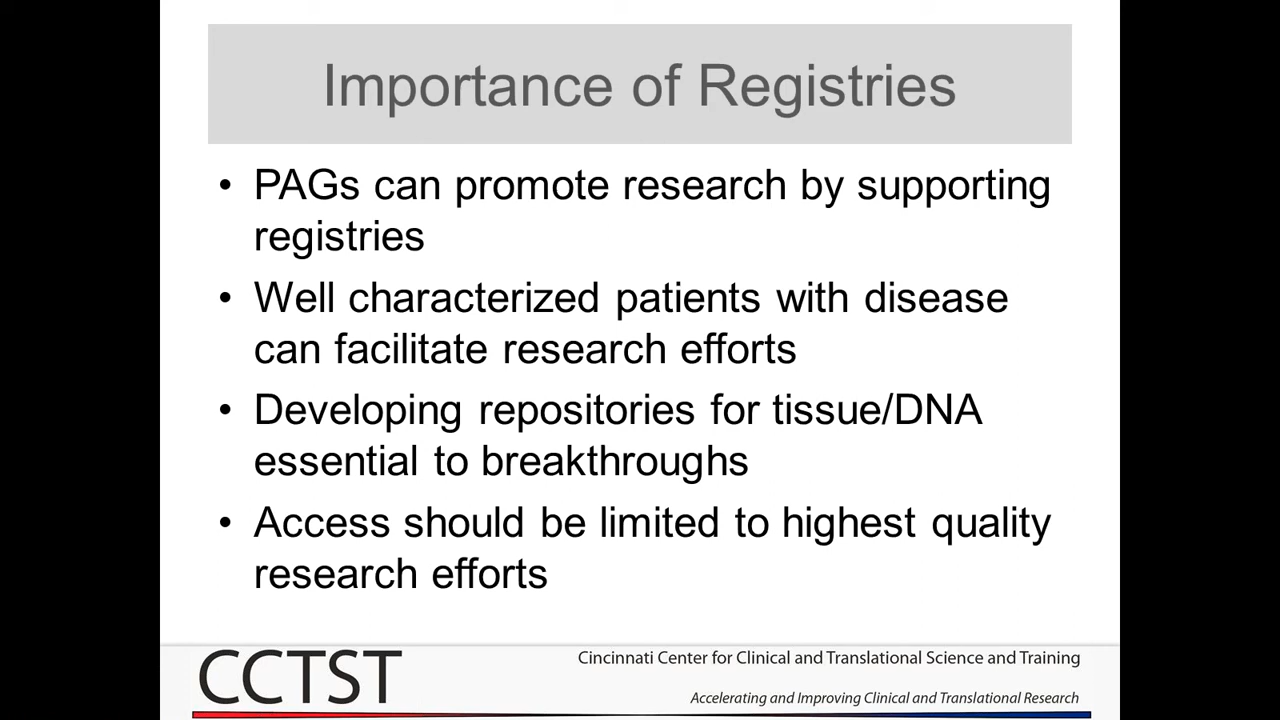 Importance of Registries
• PAGs can promote research by supporting
registries
• Well characterized patients with disease
can facilitate research efforts
• Developing repositories for tissue/DNA
essential to breakthroughs
• Access should be limited to highest quality
research efforts
CCTST
Cincinnati Center for Clinical and Translational Science and Training
Accelerating and Improving Clinical and Translational Research